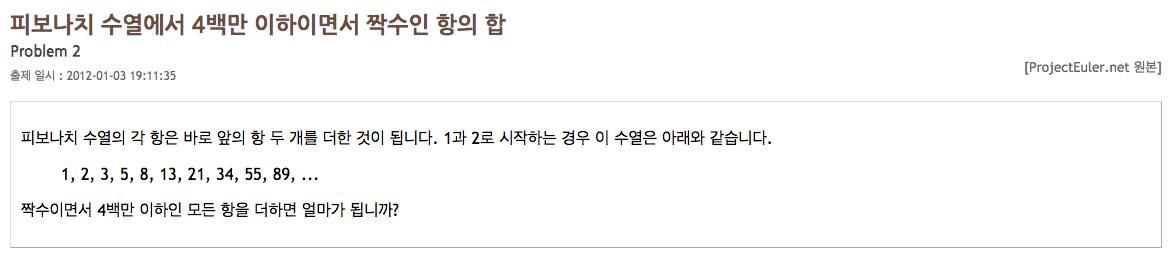 피보나치 수열에서 4백만 이하이면서 짝수인 항의 합
Problem 2
출제 일시 : 2012-01-03 19:11:35
[ProjectEuler.net 원본]
피보나치 수열의 각 항은 바로 앞의 항 두 개를 더한 것이 됩니다. 1과 2로 시작하는 경우 이 수열은 아래와 같습니다.
1, 2, 3, 5, 8, 13, 21, 34, 55, 89, ...
짝수이면서 4백만 이하인 모든 항을 더하면 얼마가 됩니까?